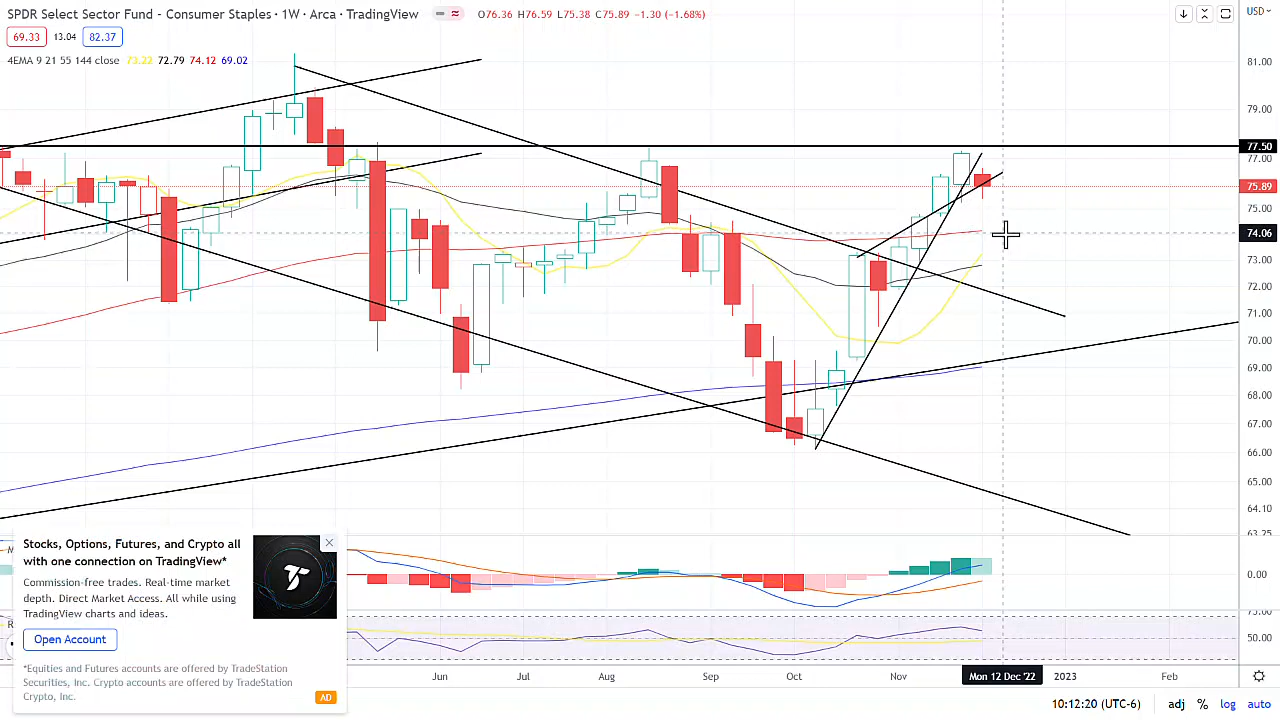 SPDR Select Sector Fund - Consumer Staples · 1W · Arca · TradingView
O76.36 H76.59 L75.38 C75.89 −1.30 (−1.68%)
USD
69.33 13.04 82.37
4EMA 9 21 55 144 close 73.22 72.79 74.12 69.02
81.00
79.00
77.50
77.00
75.89
75.00
74.06
73.00
72.00
71.00
70.00
69.00
68.00
67.00
66.00
65.00
64.10
63.25
0.00
75.00
50.00
Stocks, Options, Futures, and Crypto all
with one connection on TradingView*
Commission-free trades. Real-time market
depth. Direct Market Access. All while using
TradingView charts and ideas.
Open Account
*Equities and Futures accounts are offered by TradeStation
Securities, Inc. Crypto accounts are offered by TradeStation
Crypto, Inc.
AD
Jun Jul Aug Sep Oct Nov Mon 12 Dec '22 2023 Feb
10:12:20 (UTC-6) adj % log auto